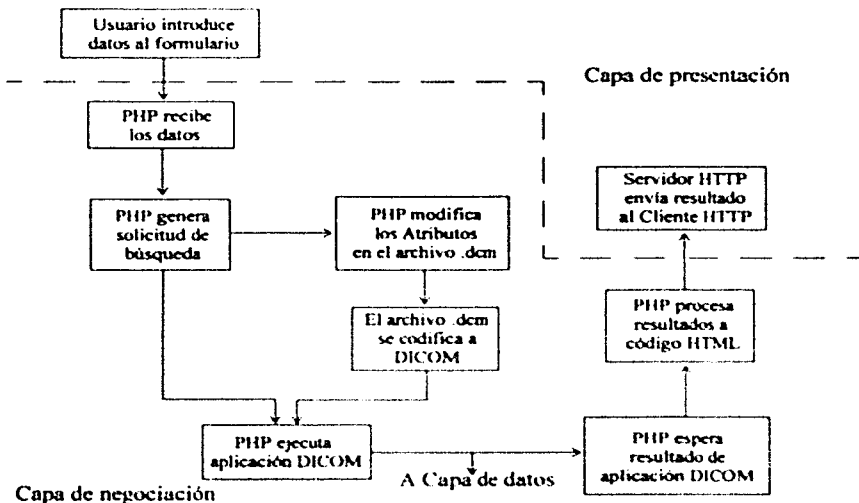 Usuario introduce
datos al formulario
Capa de presentación
PHP recibe
los datos
Servidor HTTP
envía resultado
al Cliente HTTP
PHP genera
solicitud de
búsqueda
PHP modifica
los Atributos
en el archivo .dcm
El archivo .dcm
se codifica a
DICOM
PHP procesa
resultados a
código HTML
PHP ejecuta
aplicación DICOM
A Capa de datos
PHP espera
resultado de
aplicación DICOM
Capa de negociación